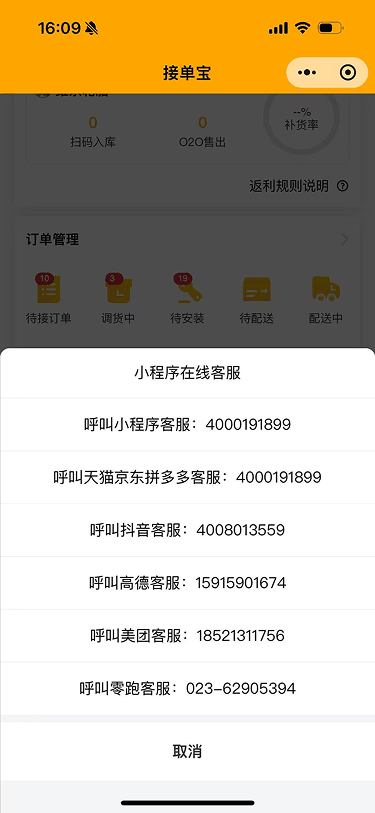 16:09
接单宝
--%
补货率
0
扫码入库
0
O2O售出
返利规则说明
订单管理
10
待接订单
3
调货中
19
待安装
待配送
配送中
小程序在线客服
呼叫小程序客服：4000191899
呼叫天猫京东拼多多客服：4000191899
呼叫抖音客服：4008013559
呼叫高德客服：15915901674
呼叫美团客服：18521311756
呼叫零跑客服：023-62905394
取消